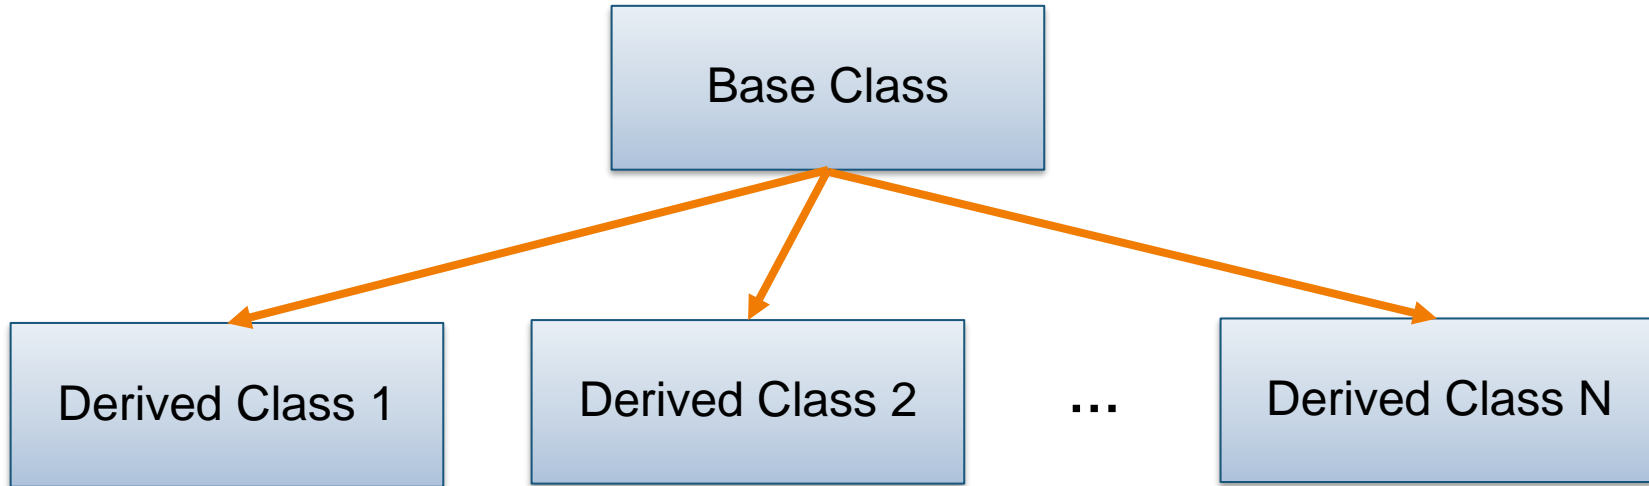 Base Class
Derived Class 1
Derived Class 2
...
Derived Class N